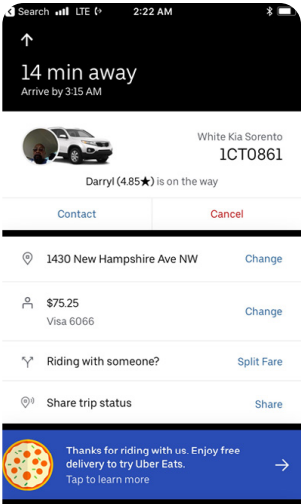 Search LTE 2:22 AM
14 min away
Arrive by 3:15 AM
White Kia Sorento
1CT0861
Darryl (4.85★) is on the way
Contact Cancel
1430 New Hampshire Ave NW Change
$75.25
Visa 6066
Change
Riding with someone? Split Fare
Share trip status Share
Thanks for riding with us. Enjoy free
delivery to try Uber Eats.
Tap to learn more